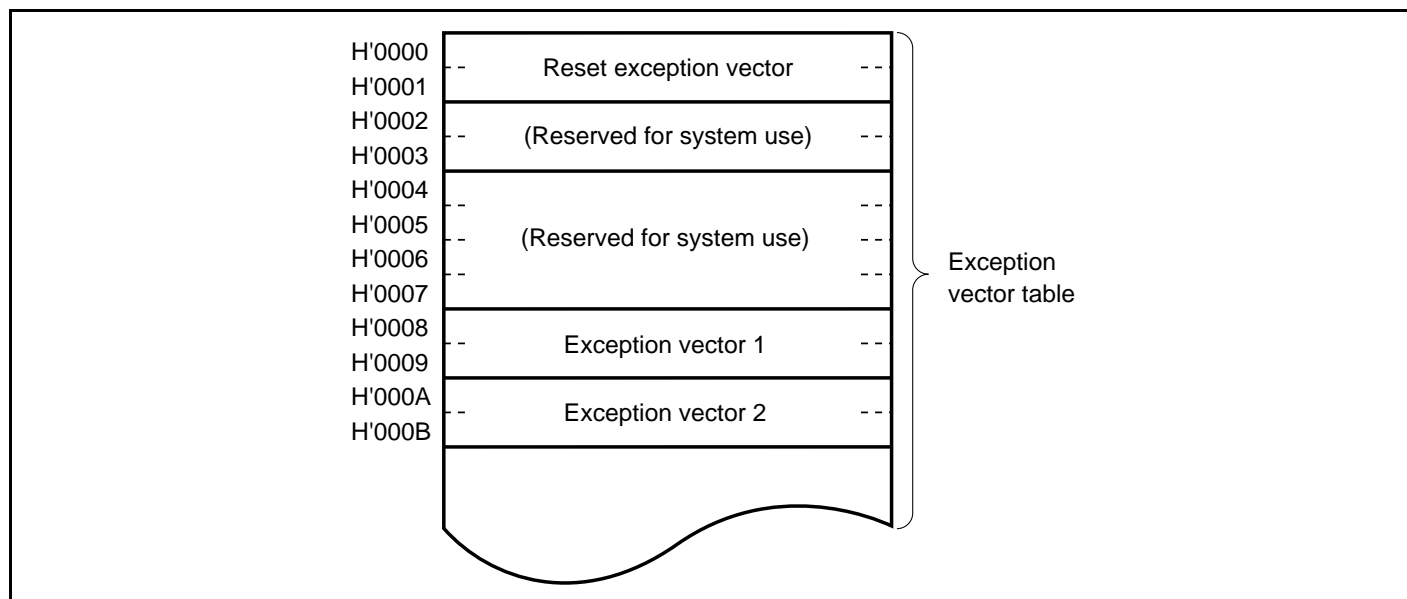 H'0000
H'0001
Reset exception vector
H'0002
H'0003
(Reserved for system use)
H'0004
H'0005
H'0006
H'0007
(Reserved for system use)
H'0008
H'0009
Exception vector 1
H'000A
H'000B
Exception vector 2
Exception
vector table